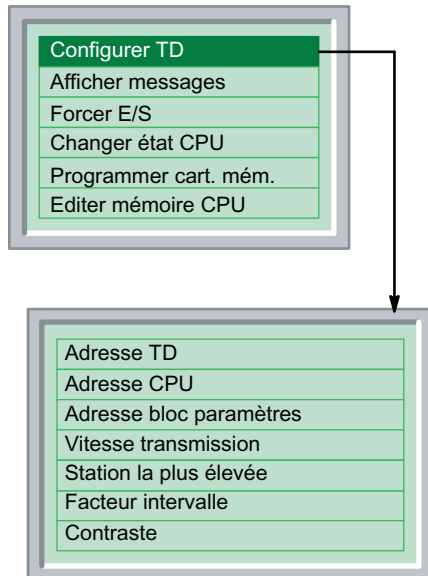 Configurer TD
Afficher messages
Forcer E/S
Changer état CPU
Programmer cart. mém.
Editer mémoire CPU
Adresse TD
Adresse CPU
Adresse bloc paramètres
Vitesse transmission
Station la plus élevée
Facteur intervalle
Contraste